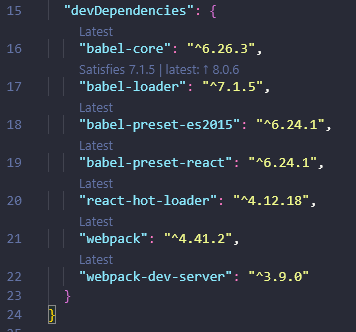 15 "devDependencies": {
Latest
16 "babel-core": "^6.26.3",
Satisfies 7.1.5 | latest: ↑ 8.0.6
17 "babel-loader": "^7.1.5",
Latest
18 "babel-preset-es2015": "^6.24.1",
Latest
19 "babel-preset-react": "^6.24.1",
Latest
20 "react-hot-loader": "^4.12.18",
Latest
21 "webpack": "^4.41.2",
Latest
22 "webpack-dev-server": "^3.9.0"
23 }
24 }